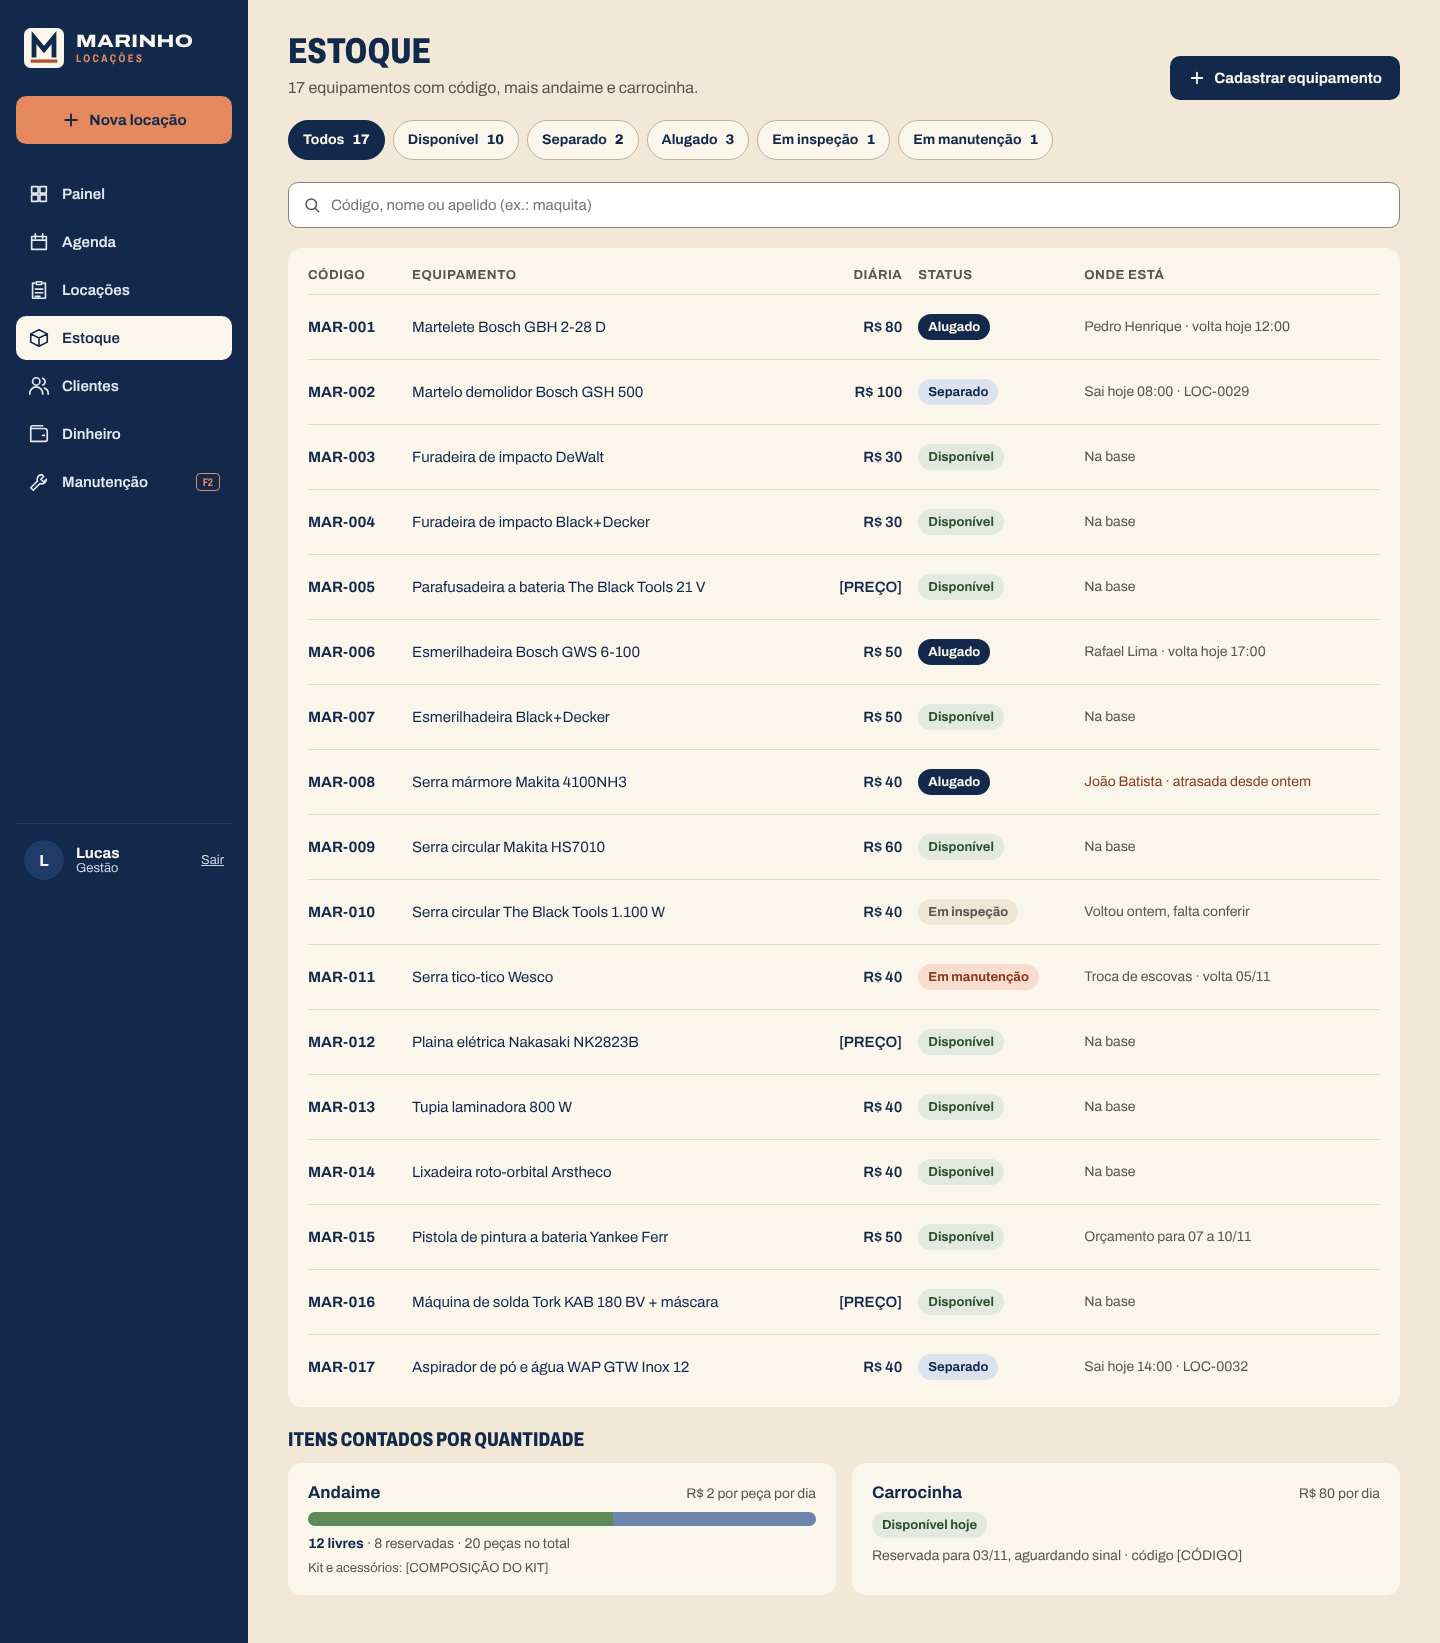 MARINHO
LOCAÇÕES
Nova locação
Painel
Agenda
Locações
Estoque
Clientes
Dinheiro
Manutenção F2
L
Lucas
Gestão
Sair
ESTOQUE
17 equipamentos com código, mais andaime e carrocinha.
Cadastrar equipamento
Todos 17 Disponível 10 Separado 2 Alugado 3 Em inspeção 1 Em manutenção 1
Código, nome ou apelido (ex.: maquita)
CÓDIGO EQUIPAMENTO DIÁRIA STATUS ONDE ESTÁ
MAR-001 Martelete Bosch GBH 2-28 D R$ 80 Alugado Pedro Henrique · volta hoje 12:00
MAR-002 Martelo demolidor Bosch GSH 500 R$ 100 Separado Sai hoje 08:00 · LOC-0029
MAR-003 Furadeira de impacto DeWalt R$ 30 Disponível Na base
MAR-004 Furadeira de impacto Black+Decker R$ 30 Disponível Na base
MAR-005 Parafusadeira a bateria The Black Tools 21 V [PREÇO] Disponível Na base
MAR-006 Esmerilhadeira Bosch GWS 6-100 R$ 50 Alugado Rafael Lima · volta hoje 17:00
MAR-007 Esmerilhadeira Black+Decker R$ 50 Disponível Na base
MAR-008 Serra mármore Makita 4100NH3 R$ 40 Alugado João Batista · atrasada desde ontem
MAR-009 Serra circular Makita HS7010 R$ 60 Disponível Na base
MAR-010 Serra circular The Black Tools 1.100 W R$ 40 Em inspeção Voltou ontem, falta conferir
MAR-011 Serra tico-tico Wesco R$ 40 Em manutenção Troca de escovas · volta 05/11
MAR-012 Plaina elétrica Nakasaki NK2823B [PREÇO] Disponível Na base
MAR-013 Tupia laminadora 800 W R$ 40 Disponível Na base
MAR-014 Lixadeira roto-orbital Arstheco R$ 40 Disponível Na base
MAR-015 Pistola de pintura a bateria Yankee Ferr R$ 50 Disponível Orçamento para 07 a 10/11
MAR-016 Máquina de solda Tork KAB 180 BV + máscara [PREÇO] Disponível Na base
MAR-017 Aspirador de pó e água WAP GTW Inox 12 R$ 40 Separado Sai hoje 14:00 · LOC-0032
ITENS CONTADOS POR QUANTIDADE
Andaime R$ 2 por peça por dia
12 livres · 8 reservadas · 20 peças no total
Kit e acessórios: [COMPOSIÇÃO DO KIT]
Carrocinha R$ 80 por dia
Disponível hoje
Reservada para 03/11, aguardando sinal · código [CÓDIGO]